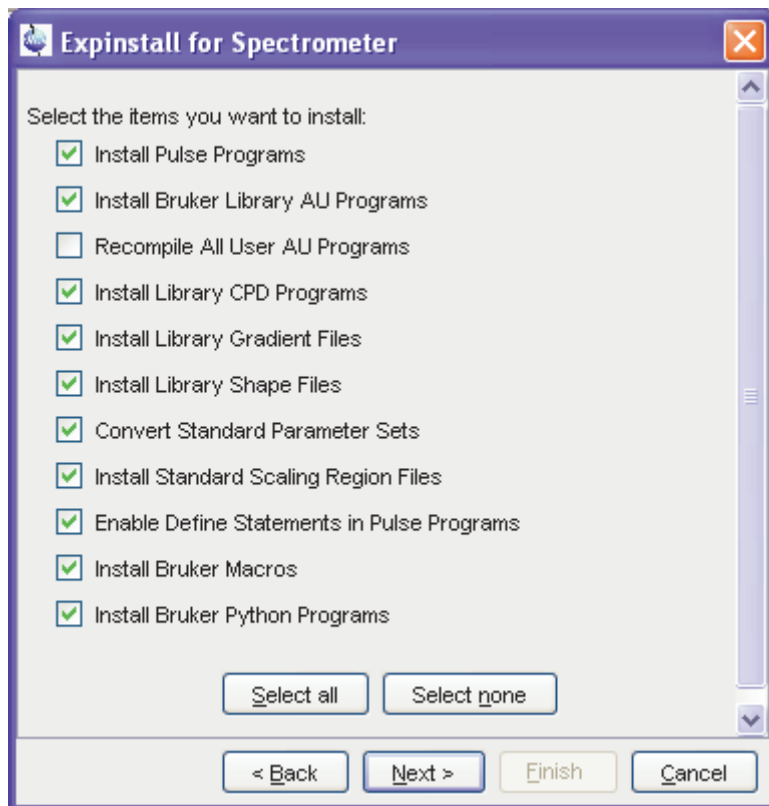 Expinstall for Spectrometer
Select the items you want to install:
Install Pulse Programs
Install Bruker Library AU Programs
Recompile All User AU Programs
Install Library CPD Programs
Install Library Gradient Files
Install Library Shape Files
Convert Standard Parameter Sets
Install Standard Scaling Region Files
Enable Define Statements in Pulse Programs
Install Bruker Macros
Install Bruker Python Programs
Select all Select none
< Back Next > Finish Cancel